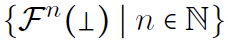 {𝓕ⁿ(⊥) | n ∈ ℕ}